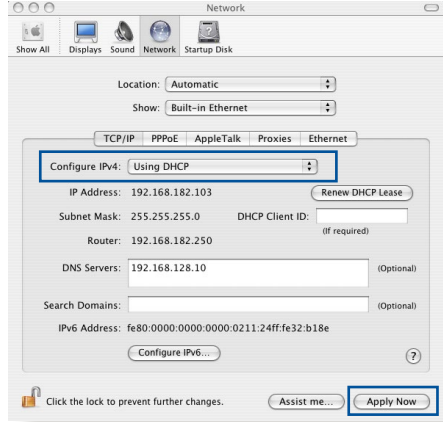 Network
Show All Displays Sound Network Startup Disk
Location: Automatic
Show: Built-in Ethernet
TCP/IP PPPoE AppleTalk Proxies Ethernet
Configure IPv4: Using DHCP
IP Address: 192.168.182.103 Renew DHCP Lease
Subnet Mask: 255.255.255.0 DHCP Client ID:
(If required)
Router: 192.168.182.250
DNS Servers: 192.168.128.10 (Optional)
Search Domains: (Optional)
IPv6 Address: fe80:0000:0000:0000:0211:24ff:fe32:b18e
Configure IPv6... ?
Click the lock to prevent further changes. Assist me... Apply Now